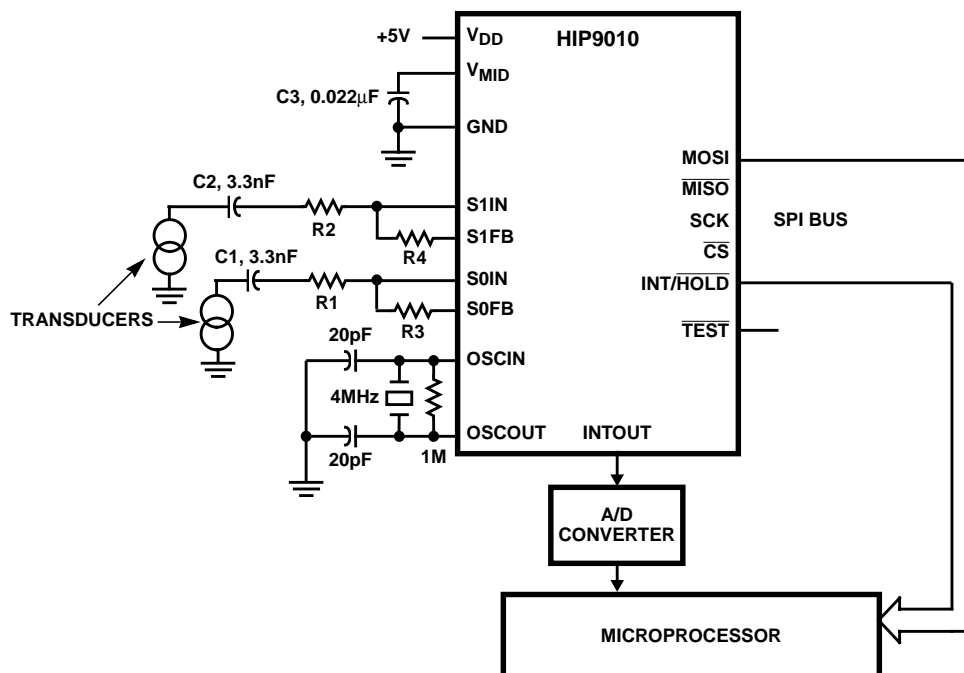 HIP9010
+5V
VDD
VMID
C3, 0.022μF
GND
MOSI
MISO
C2, 3.3nF
S1IN
SCK
SPI BUS
R2
S1FB
R4
CS
C1, 3.3nF
S0IN
INT/HOLD
R1
S0FB
TRANSDUCERS
R3
TEST
20pF
OSCIN
4MHz
OSCOUT
INTOUT
20pF
1M
A/D
CONVERTER
MICROPROCESSOR